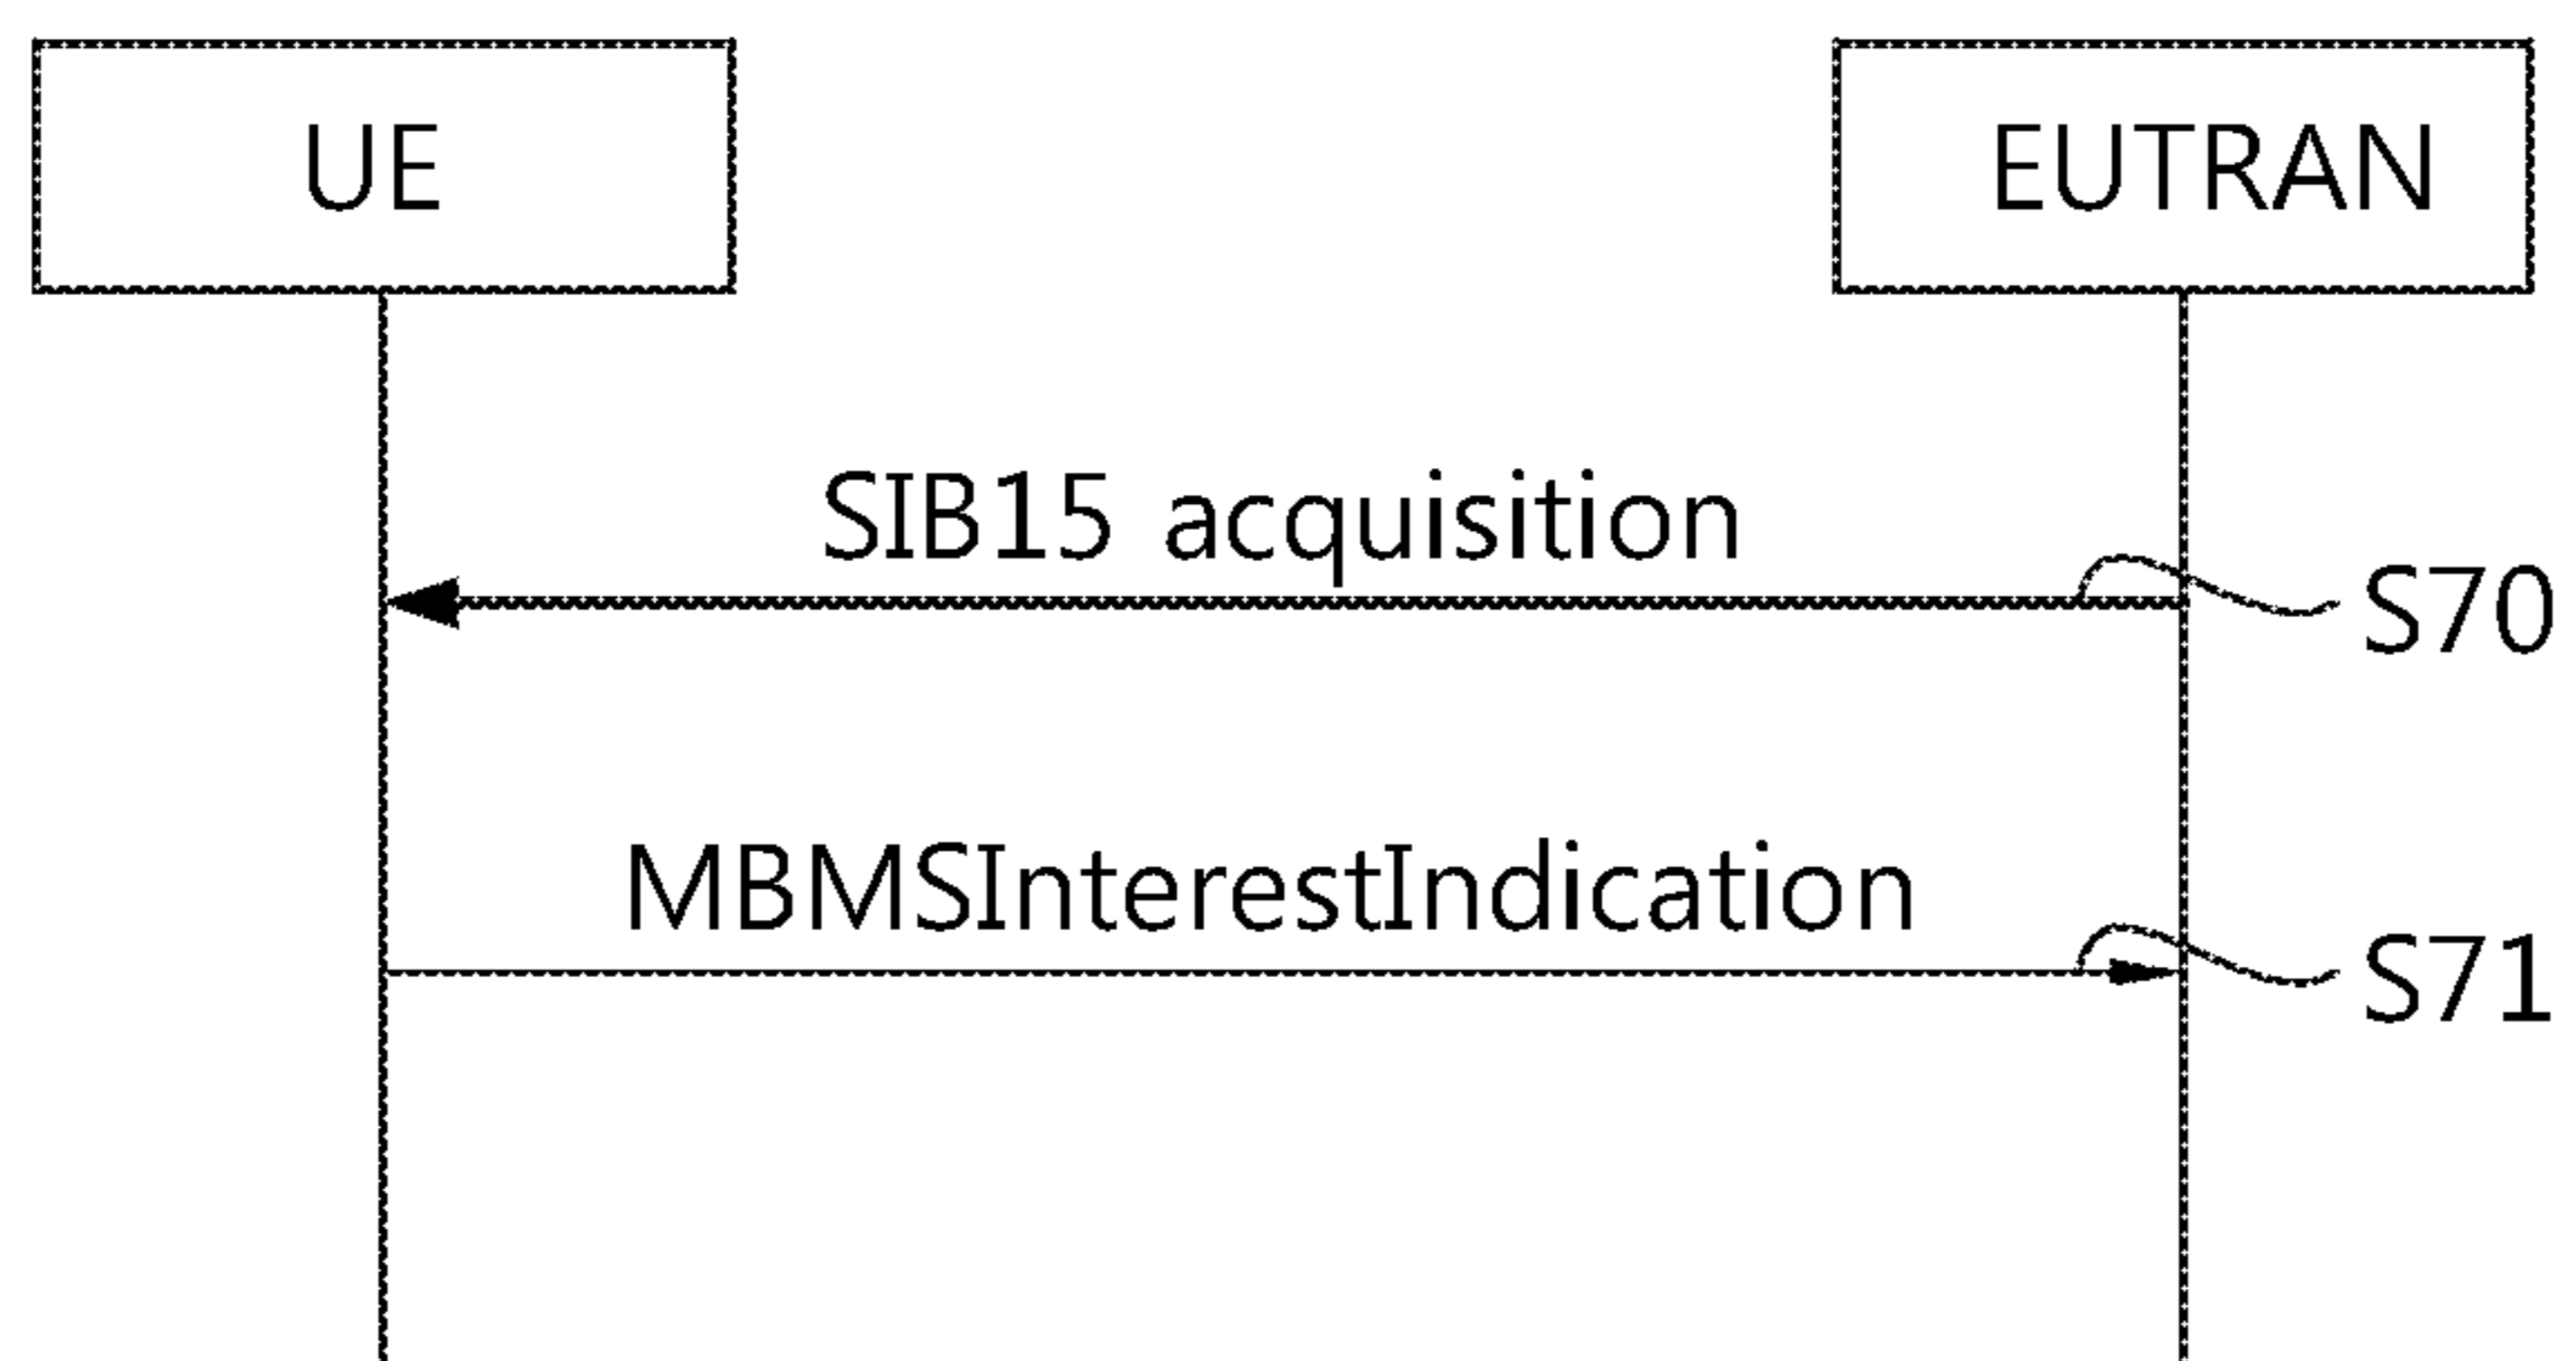 UE
EUTRAN
SIB15 acquisition
S70
MBMSInterestIndication
S71